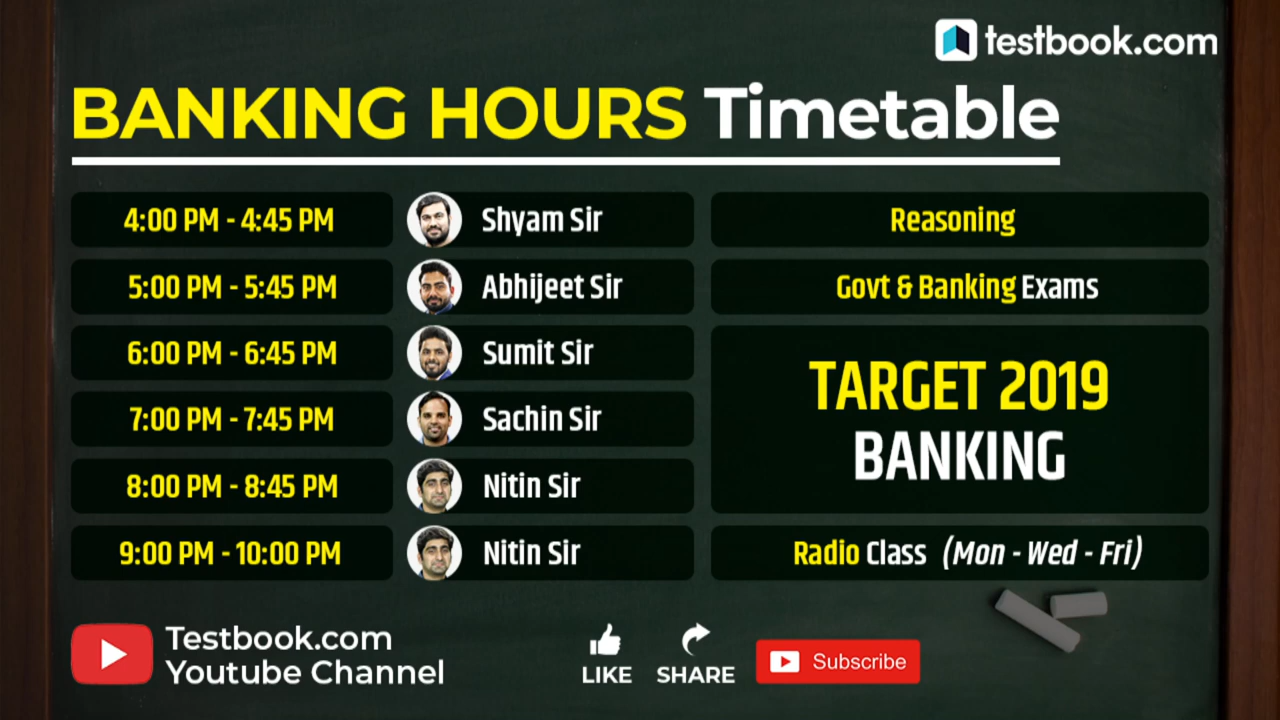 testbook.com
BANKING HOURS Timetable
4:00 PM - 4:45 PM Shyam Sir Reasoning
5:00 PM - 5:45 PM Abhijeet Sir Govt & Banking Exams
6:00 PM - 6:45 PM Sumit Sir
7:00 PM - 7:45 PM Sachin Sir
8:00 PM - 8:45 PM Nitin Sir
TARGET 2019
BANKING
9:00 PM - 10:00 PM Nitin Sir Radio Class (Mon - Wed - Fri)
Testbook.com
Youtube Channel
LIKE SHARE Subscribe